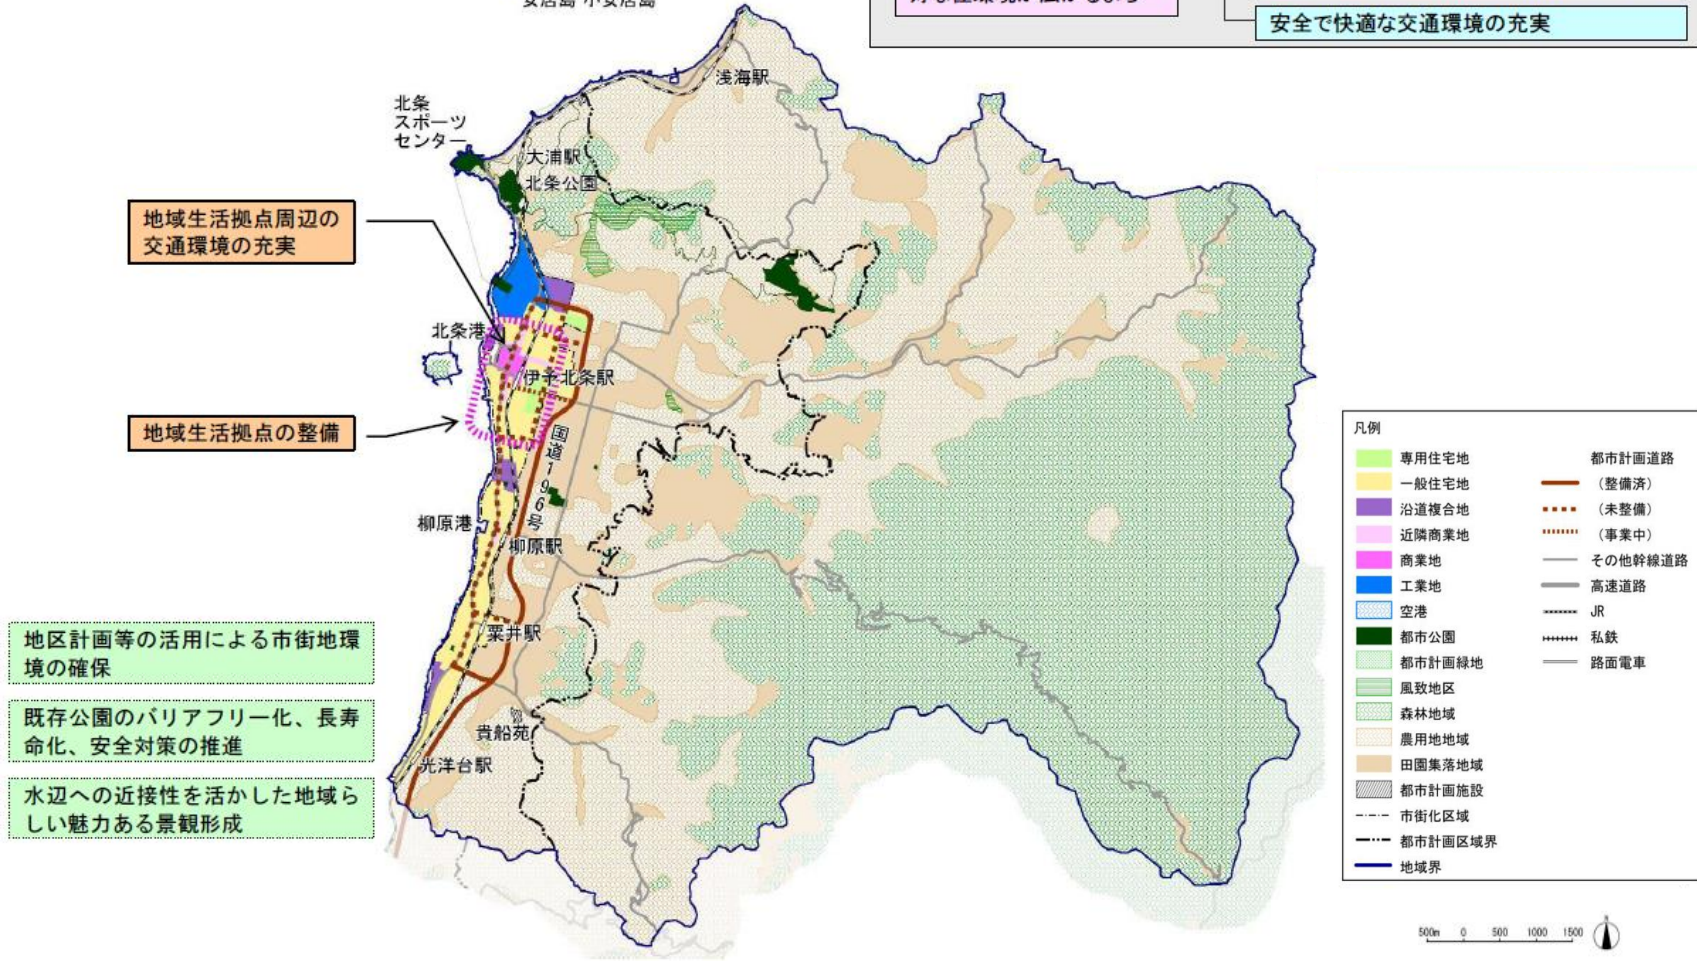 安全で快適な交通環境の充実
浅海駅
北条
スポーツ
センター
大浦駅
北条公園
地域生活拠点周辺の
交通環境の充実
北条港
伊予北条駅
地域生活拠点の整備
国道196号
柳原港
柳原駅
粟井駅
地区計画等の活用による市街地環
境の確保
既存公園のバリアフリー化、長寿
命化、安全対策の推進
貴船苑
光洋台駅
水辺への近接性を活かした地域ら
しい魅力ある景観形成
凡例
専用住宅地
一般住宅地
沿道複合地
近隣商業地
商業地
工業地
空港
都市公園
都市計画緑地
風致地区
森林地域
農用地地域
田園集落地域
都市計画施設
市街化区域
都市計画区域界
地域界
都市計画道路
（整備済）
（未整備）
（事業中）
その他幹線道路
高速道路
JR
私鉄
路面電車
500m 0 500 1000 1500